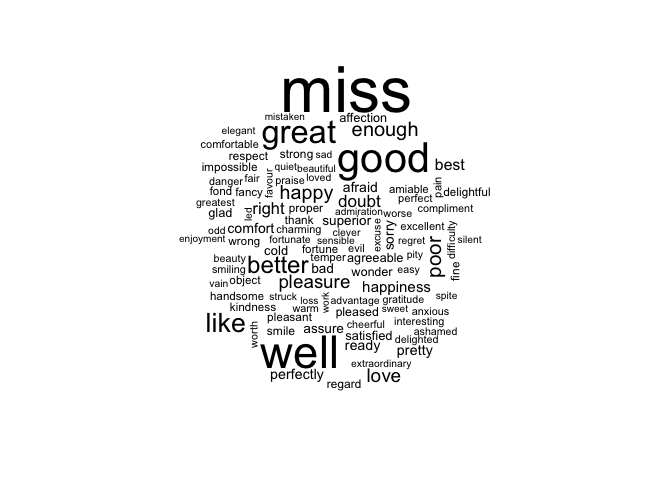 miss
mistaken affection
elegant great enough
comfortable
respect strong sad good best
impossible quiet beautiful
danger fair favour praise loved pain
fond fancy happy afraid amiable delightful
greatest doubt perfect
glad led right proper admiration worse compliment
thank superior
odd comfort charming clever excuse sorry excellent difficulty
enjoyment wrong fortunate sensible regret poor silent
cold fortune evil
beauty better temper agreeable pity
smiling bad wonder easy fine
vain object pleasure happiness
handsome struck loss work advantage gratitude spite
kindness warm pleased sweet anxious
like worth pleasant cheerful interesting
smile assure satisfied ashamed
well ready delighted
pretty
extraordinary
perfectly love
regard